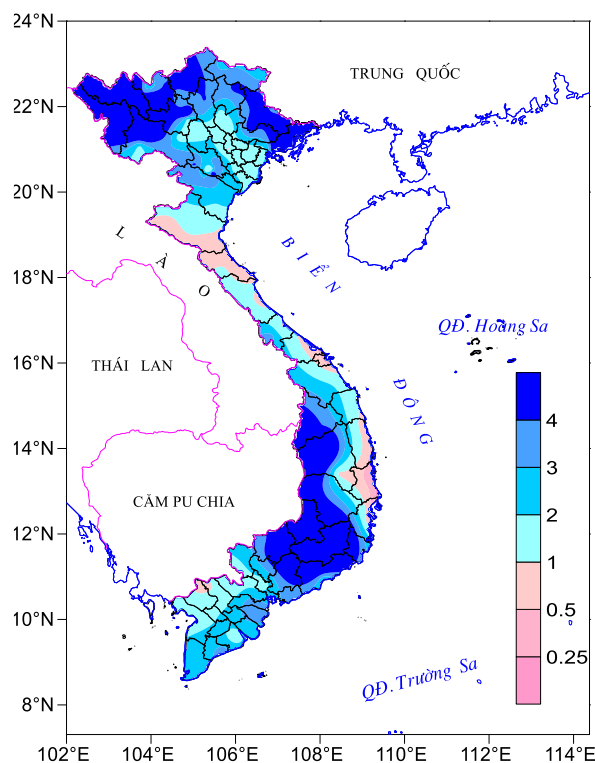 24°N
TRUNG QUỐC
22°N
20°N
LÀO
BIỂN
18°N
QĐ. Hoàng Sa
16°N
THÁI LAN
ĐÔNG
4
14°N
3
CĂM PU CHIA
2
12°N
1
10°N
0.5
0.25
QĐ. Trường Sa
8°N
102°E 104°E 106°E 108°E 110°E 112°E 114°E